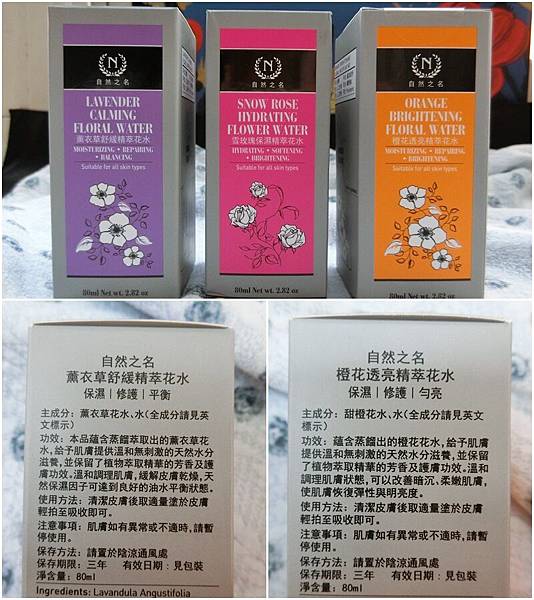 N
自然之名
LAVENDER
CALMING
FLORAL WATER
薰衣草舒緩精萃花水
MOISTURIZING • REPAIRING
• BALANCING
Suitable for all skin types
80ml Net wt. 2.82 oz
N
自然之名
SNOW ROSE
HYDRATING
FLOWER WATER
雪玫瑰保濕精萃花水
HYDRATING • SOFTENING
• BRIGHTENING
Suitable for all skin types
80ml Net wt. 2.82 oz
N
自然之名
ORANGE
BRIGHTENING
FLORAL WATER
橙花透亮精萃花水
MOISTURIZING • REPAIRING
• BRIGHTENING
Suitable for all skin types
80ml Net wt. 2.82 oz
自然之名
薰衣草舒緩精萃花水
保濕｜修護｜平衡
主成分：薰衣草花水,水(全成分請見英
文標示)
功效：本品蘊含蒸餾萃取出的薰衣草花
水,給予肌膚提供溫和無刺激的天然水分
滋養,並保留了植物萃取精華的芳香及護
膚功效,溫和調理肌膚,緩解皮膚乾燥,天
然保濕因子可達到良好的油水平衡狀態。
使用方法：清潔皮膚後取適量塗於皮膚
輕拍至吸收即可。
注意事項：肌膚如有異常或不適時,請暫
停使用。
保存方法：請置於陰涼通風處
保存期限：三年 有效日期：見包裝
淨含量：80ml
Ingredients: Lavandula Angustifolia
自然之名
橙花透亮精萃花水
保濕｜修護｜勻亮
主成分：甜橙花水,水(全成分請見英文
標示)
功效：蘊含蒸餾出的橙花花水,給予肌膚
提供溫和無刺激的天然水分滋養,並保留
了植物萃取精華的芳香及護膚功效。溫和
調理肌膚狀態,可以改善暗沉、柔嫩肌膚,
使肌膚恢復彈性與明亮度。
使用方法：清潔皮膚後取適量塗於皮膚
輕拍至吸收即可。
注意事項：肌膚如有異常或不適時,請暫
停使用。
保存方法：請置於陰涼通風處
保存期限：三年 有效日期：見包裝
淨含量：80ml